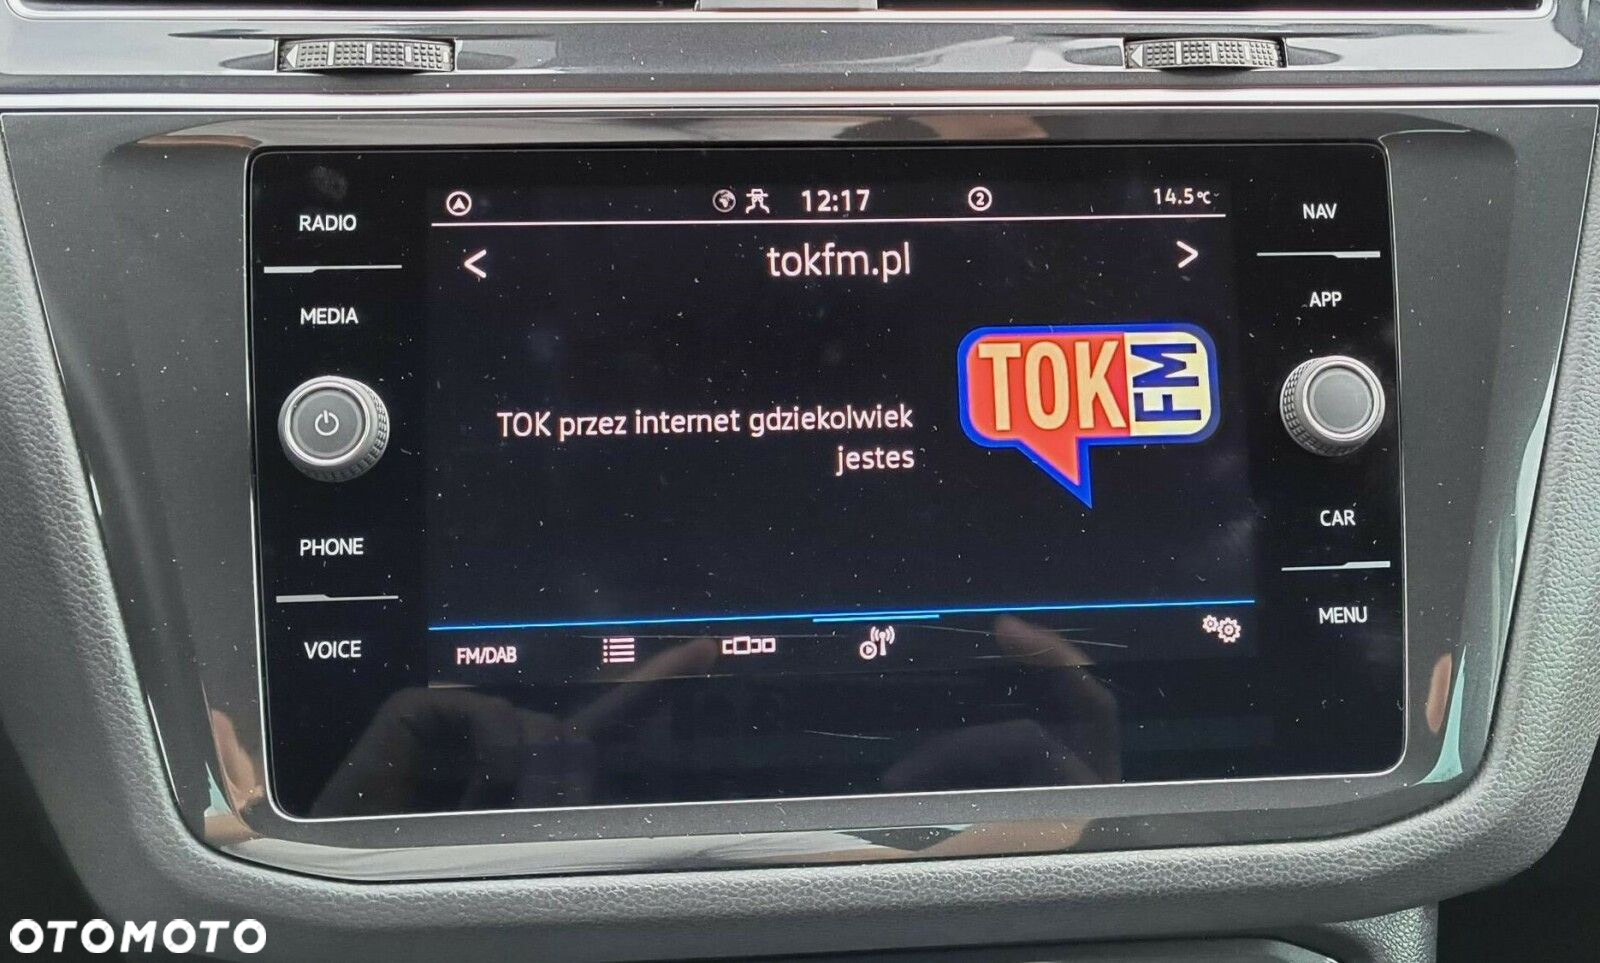 RADIO
MEDIA
PHONE
VOICE
12:17
2
14.5°C
tokfm.pl
TOK przez internet gdziekolwiek
jestes
TOK FM
FM/DAB
NAV
APP
CAR
MENU
OTOMOTO